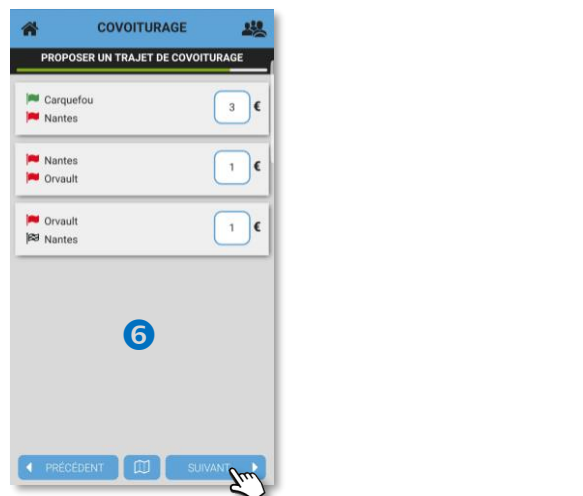 COVOITURAGE
PROPOSER UN TRAJET DE COVOITURAGE
Carquefou
Nantes
3 €
Nantes
Orvault
1 €
Orvault
Nantes
1 €
6
PRÉCÉDENT
SUIVANT